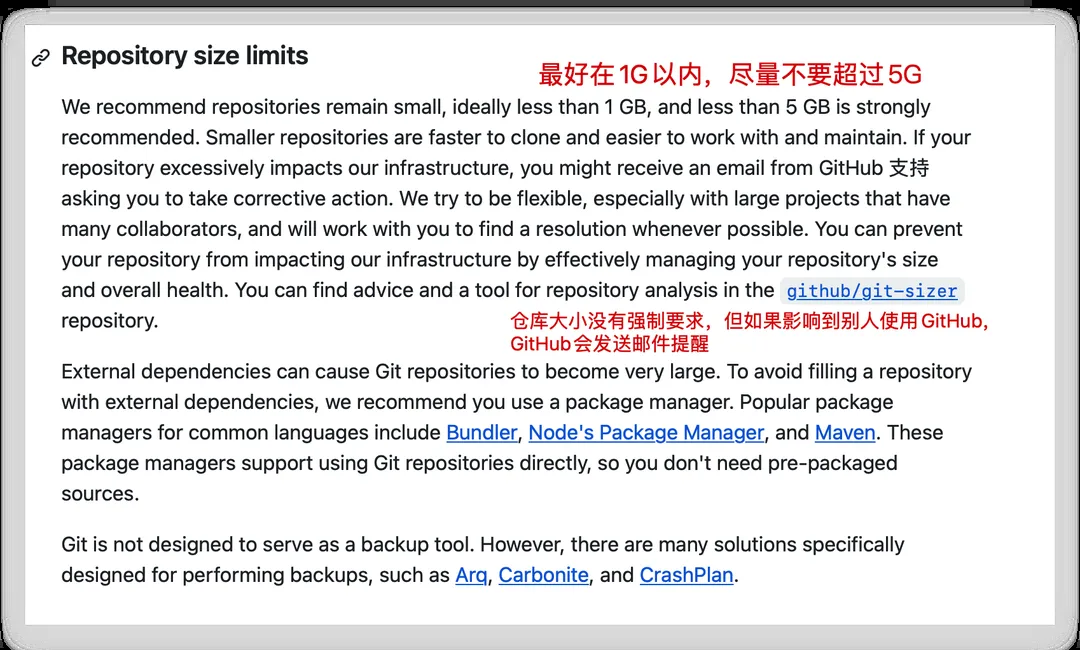 Repository size limits
最好在1G以内，尽量不要超过5G
We recommend repositories remain small, ideally less than 1 GB, and less than 5 GB is strongly
recommended. Smaller repositories are faster to clone and easier to work with and maintain. If your
repository excessively impacts our infrastructure, you might receive an email from GitHub 支持
asking you to take corrective action. We try to be flexible, especially with large projects that have
many collaborators, and will work with you to find a resolution whenever possible. You can prevent
your repository from impacting our infrastructure by effectively managing your repository's size
and overall health. You can find advice and a tool for repository analysis in the github/git-sizer
repository.
仓库大小没有强制要求，但如果影响到别人使用GitHub，
GitHub会发送邮件提醒
External dependencies can cause Git repositories to become very large. To avoid filling a repository
with external dependencies, we recommend you use a package manager. Popular package
managers for common languages include Bundler, Node's Package Manager, and Maven. These
package managers support using Git repositories directly, so you don't need pre-packaged
sources.
Git is not designed to serve as a backup tool. However, there are many solutions specifically
designed for performing backups, such as Arq, Carbonite, and CrashPlan.